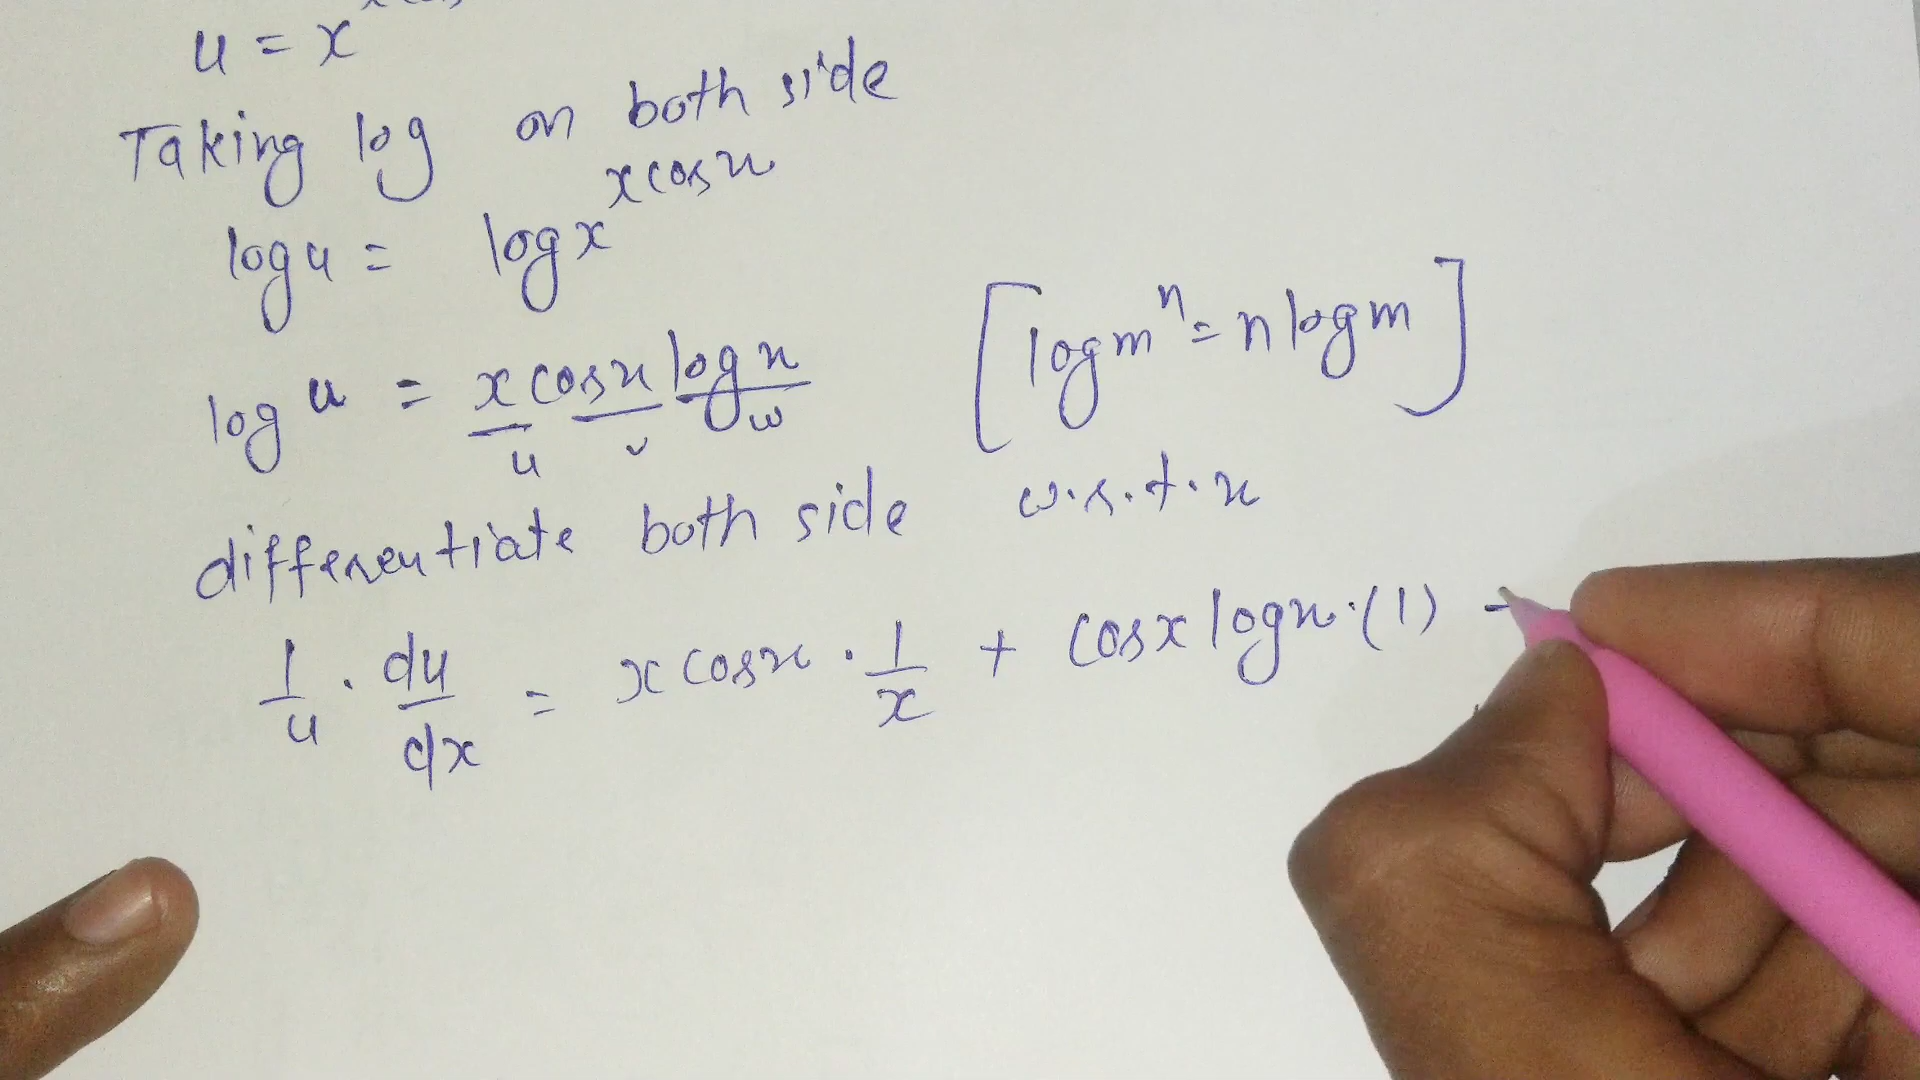 u = x^{x cos x}
Taking log on both side
log u = log x^{x cos x}
log u = x cos x log x [log m^n = n log m]
u v w
differentiate both side w.r.t.x
1/u · du/dx = x cos x · 1/x + cos x log x · (1) -